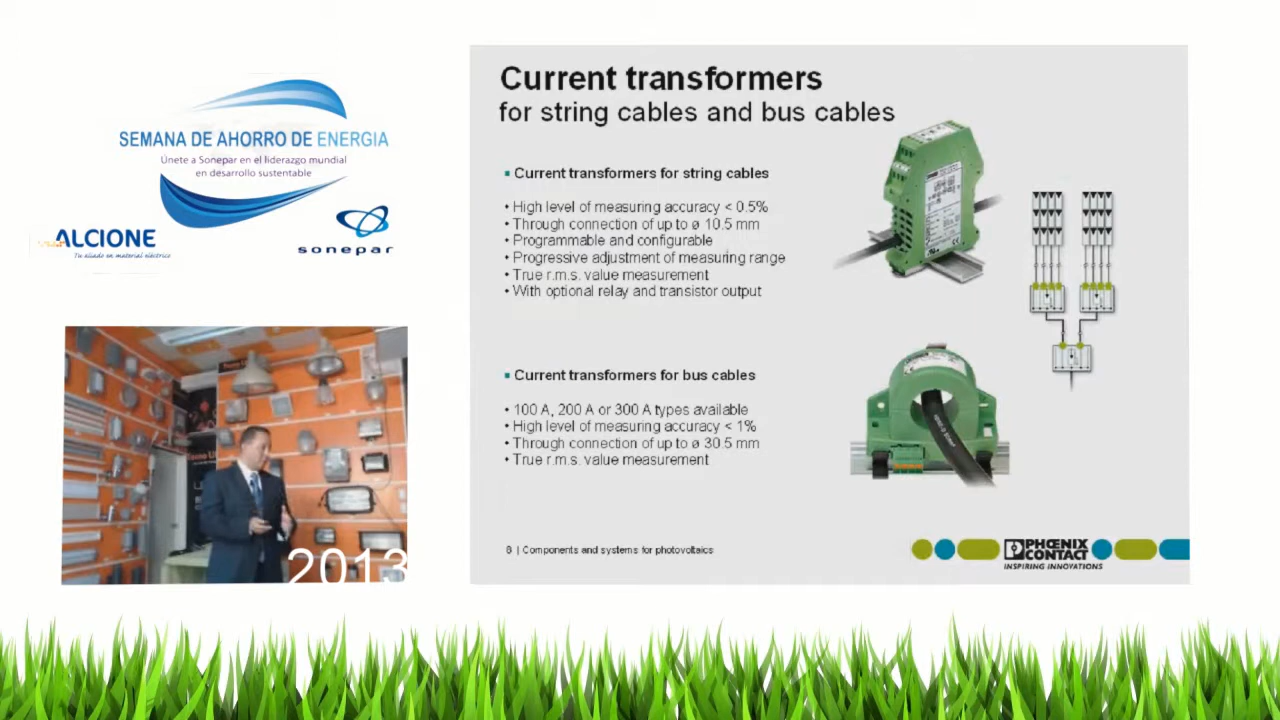 SEMANA DE AHORRO DE ENERGIA
Únete a Sonepar en el liderazgo mundial
en desarrollo sustentable
ALCIONE
Tu aliado en material eléctrico
sonepar
2013
Current transformers
for string cables and bus cables
Current transformers for string cables
• High level of measuring accuracy < 0.5%
• Through connection of up to ø 10.5 mm
• Programmable and configurable
• Progressive adjustment of measuring range
• True r.m.s. value measurement
• With optional relay and transistor output
Current transformers for bus cables
• 100 A, 200 A or 300 A types available
• High level of measuring accuracy < 1%
• Through connection of up to ø 30.5 mm
• True r.m.s. value measurement
6 | Components and systems for photovoltaics
PHŒNIX
CONTACT
INSPIRING INNOVATIONS